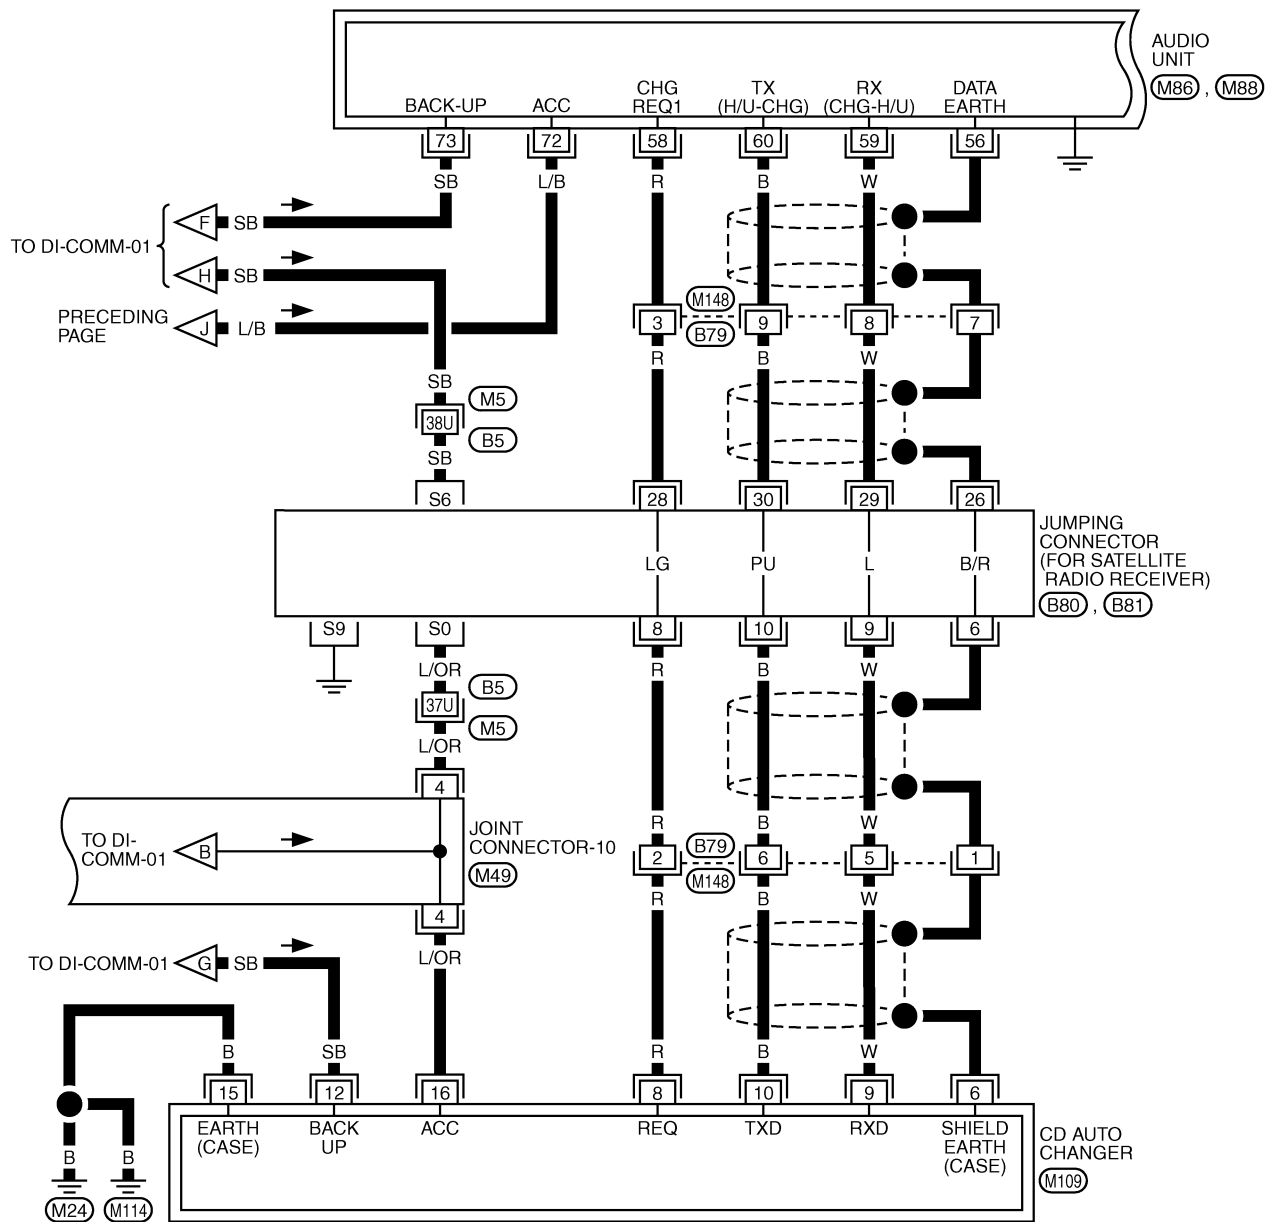 AUDIO
UNIT
M86 , M88
BACK-UP
ACC
CHG
REQ1
TX
(H/U-CHG)
RX
(CHG-H/U)
DATA
EARTH
73
72
58
60
59
56
SB
L/B
R
B
W
TO DI-COMM-01
F
SB
H
SB
PRECEDING
PAGE
J
L/B
M148
B79
3
9
8
7
R
B
W
SB
M5
38U
B5
SB
S6
28
30
29
26
JUMPING
CONNECTOR
(FOR SATELLITE
RADIO RECEIVER)
B80 , B81
LG
PU
L
B/R
S9
S0
8
10
9
6
L/OR
R
B
W
B5
37U
M5
L/OR
4
TO DI-
COMM-01
B
JOINT
CONNECTOR-10
M49
R
B
W
B79
M148
2
6
5
1
R
B
W
4
L/OR
TO DI-COMM-01
G
SB
B
SB
R
B
W
15
12
16
8
10
9
6
EARTH
(CASE)
BACK
UP
ACC
REQ
TXD
RXD
SHIELD
EARTH
(CASE)
CD AUTO
CHANGER
M109
B
B
M24
M114